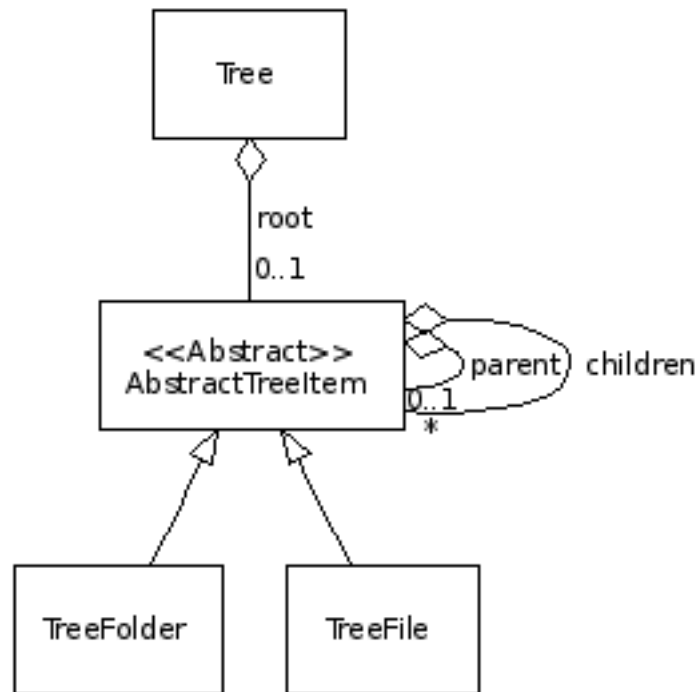 Tree
root
0..1
<<Abstract>>
AbstractTreeItem
parent
children
0..1
*
TreeFolder
TreeFile